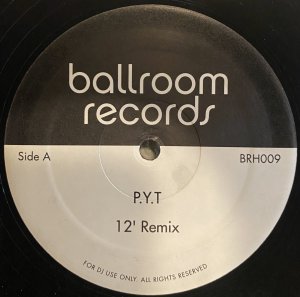 ballroom
records
Side A
BRH009
P.Y.T
12' Remix
FOR DJ USE ONLY. ALL RIGHTS RESERVED